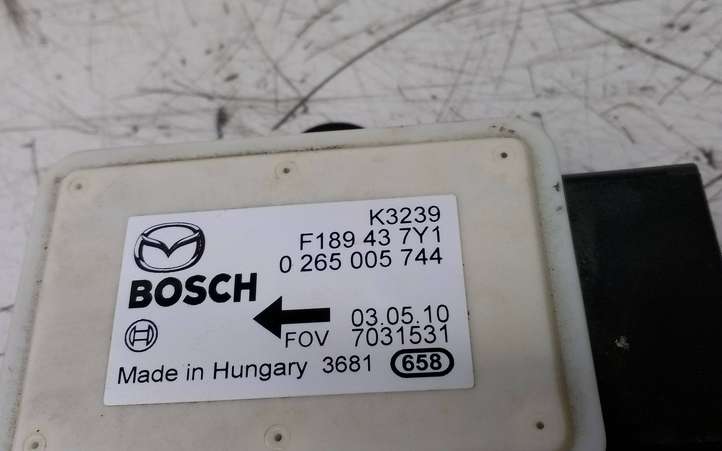 K3239
F189 43 7Y1
0 265 005 744
BOSCH
03.05.10
FOV 7031531
Made in Hungary 3681 658